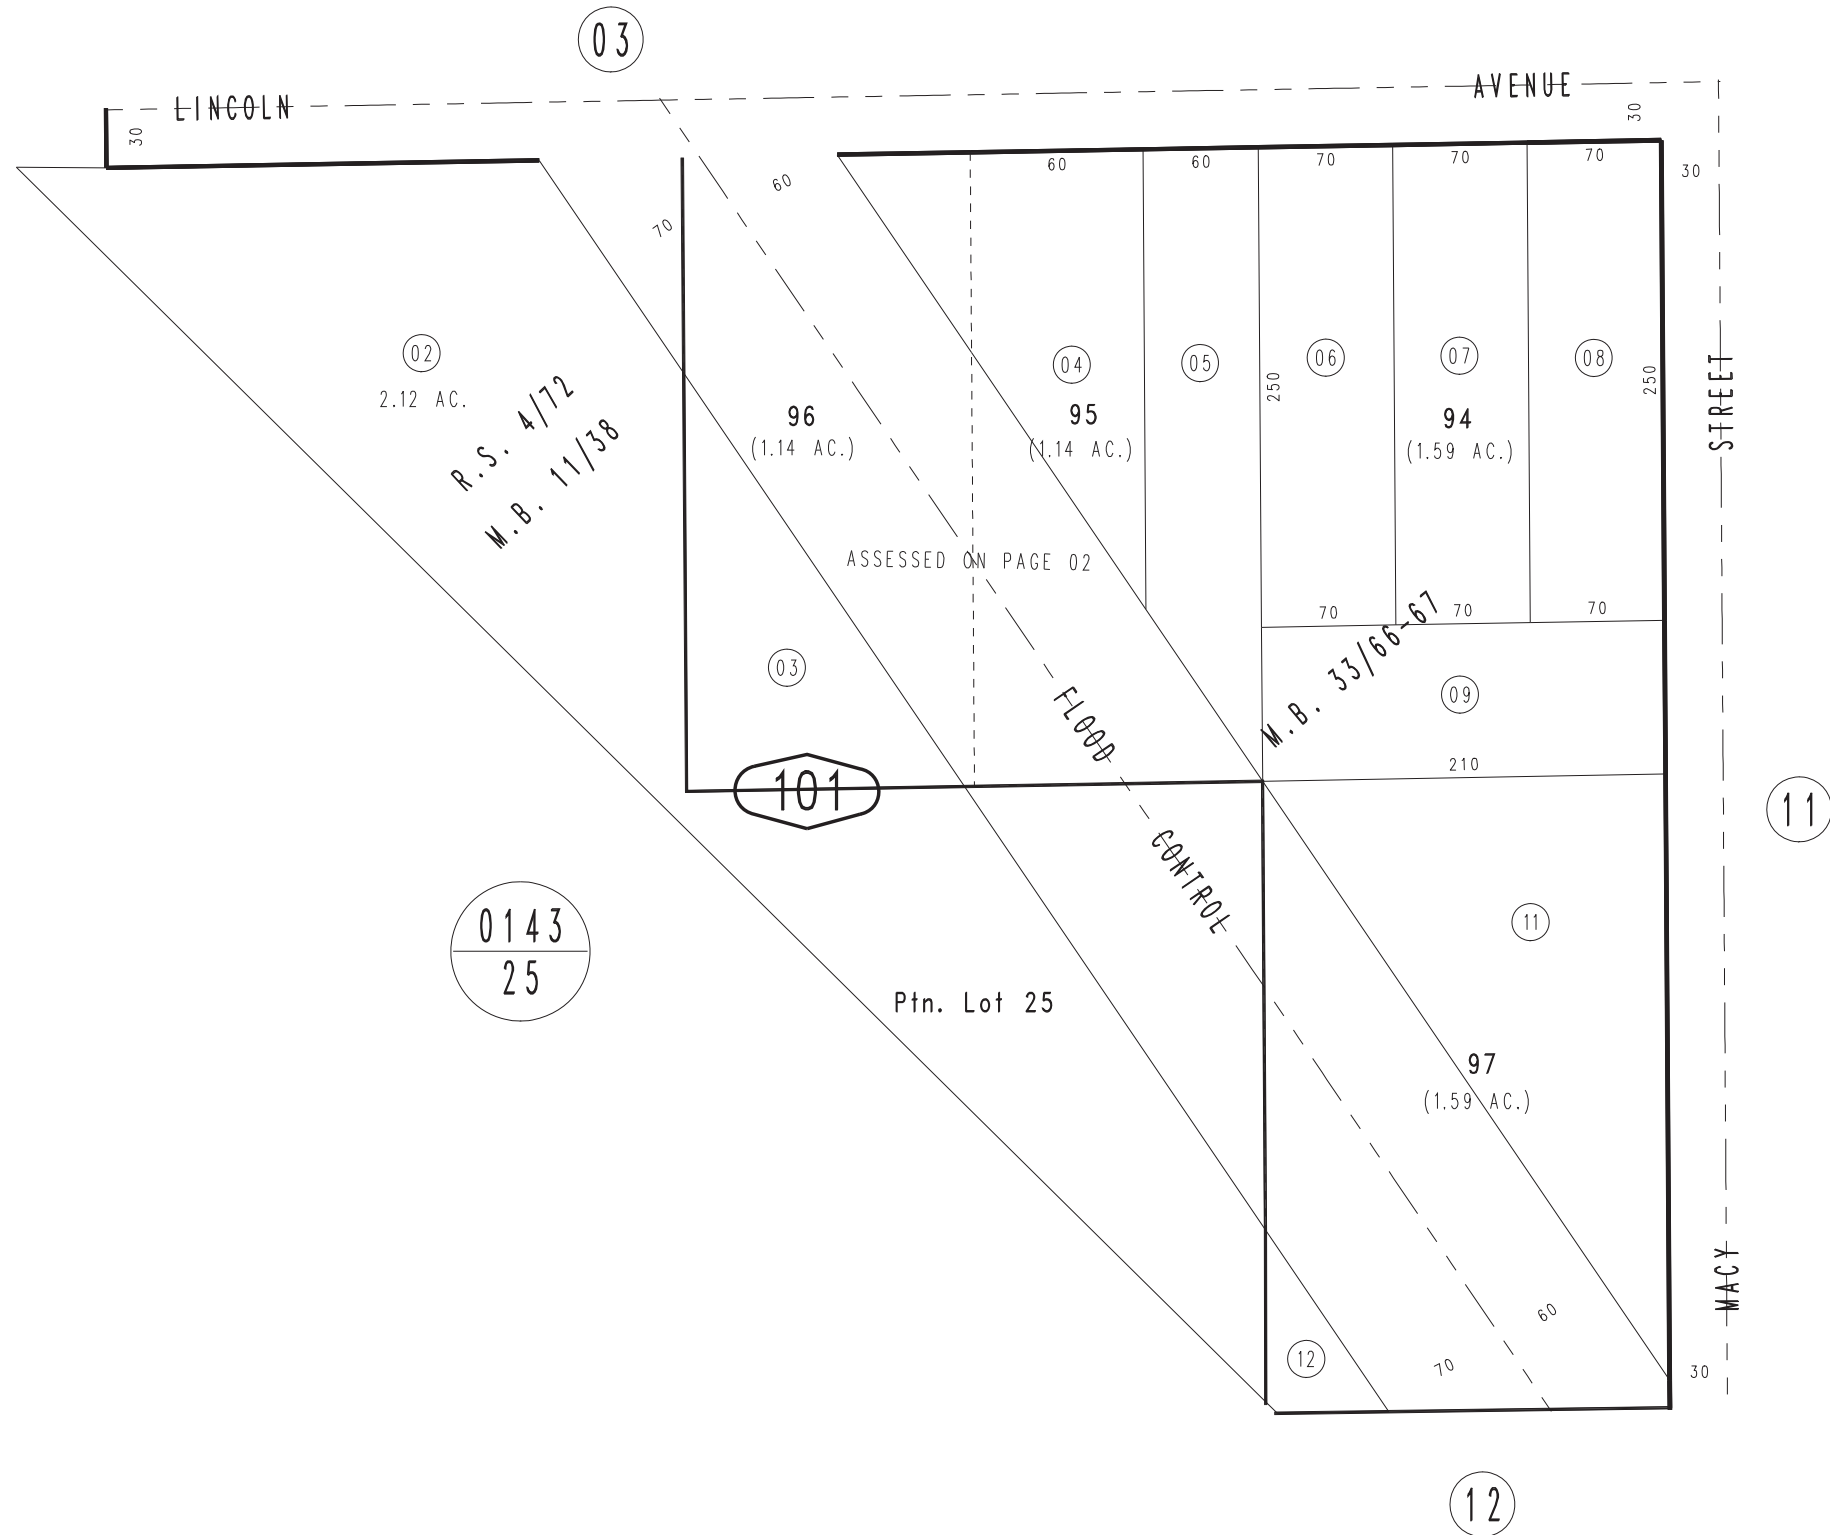 03
LINCOLN
AVENUE
30
30
60
60
70
70
70
30
60
70
02
2.12 AC.
R.S. 4/72
M.B. 11/38
96
(1.14 AC.)
04
95
(1.14 AC.)
05
250
06
07
94
(1.59 AC.)
08
250
STREET
ASSESSED ON PAGE 02
70
70
70
M.B. 33/66-67
03
09
210
FLOOD
CONTROL
101
11
0143
25
11
Ptn. Lot 25
97
(1.59 AC.)
MACY
60
70
12
30
12